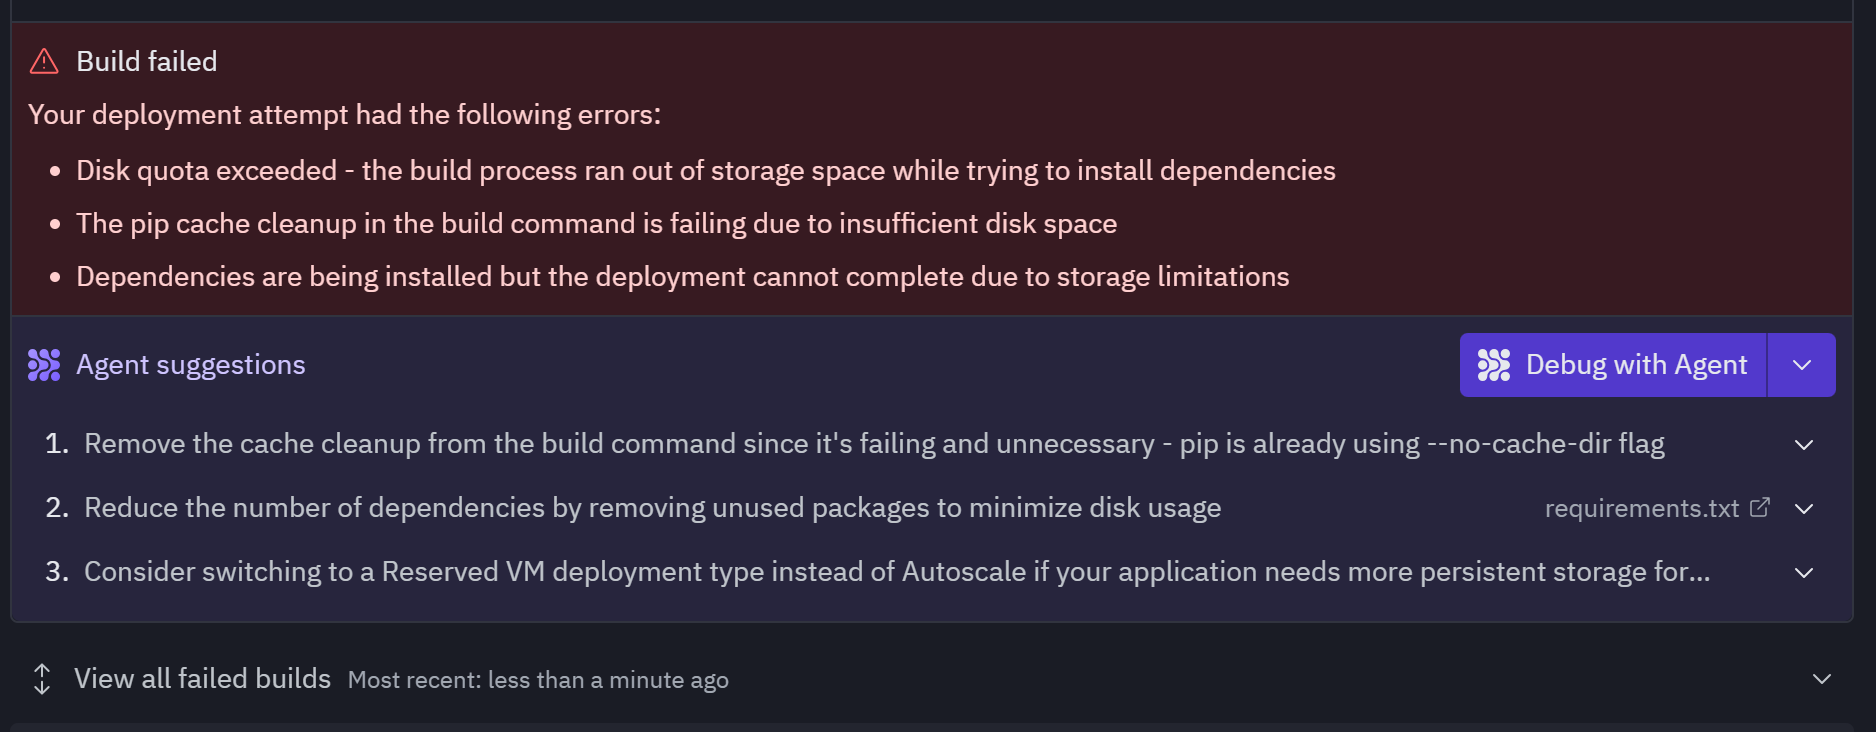 Build failed
Your deployment attempt had the following errors:
• Disk quota exceeded - the build process ran out of storage space while trying to install dependencies
• The pip cache cleanup in the build command is failing due to insufficient disk space
• Dependencies are being installed but the deployment cannot complete due to storage limitations
Agent suggestions
Debug with Agent
1. Remove the cache cleanup from the build command since it's failing and unnecessary - pip is already using --no-cache-dir flag
2. Reduce the number of dependencies by removing unused packages to minimize disk usage requirements.txt
3. Consider switching to a Reserved VM deployment type instead of Autoscale if your application needs more persistent storage for...
View all failed builds Most recent: less than a minute ago